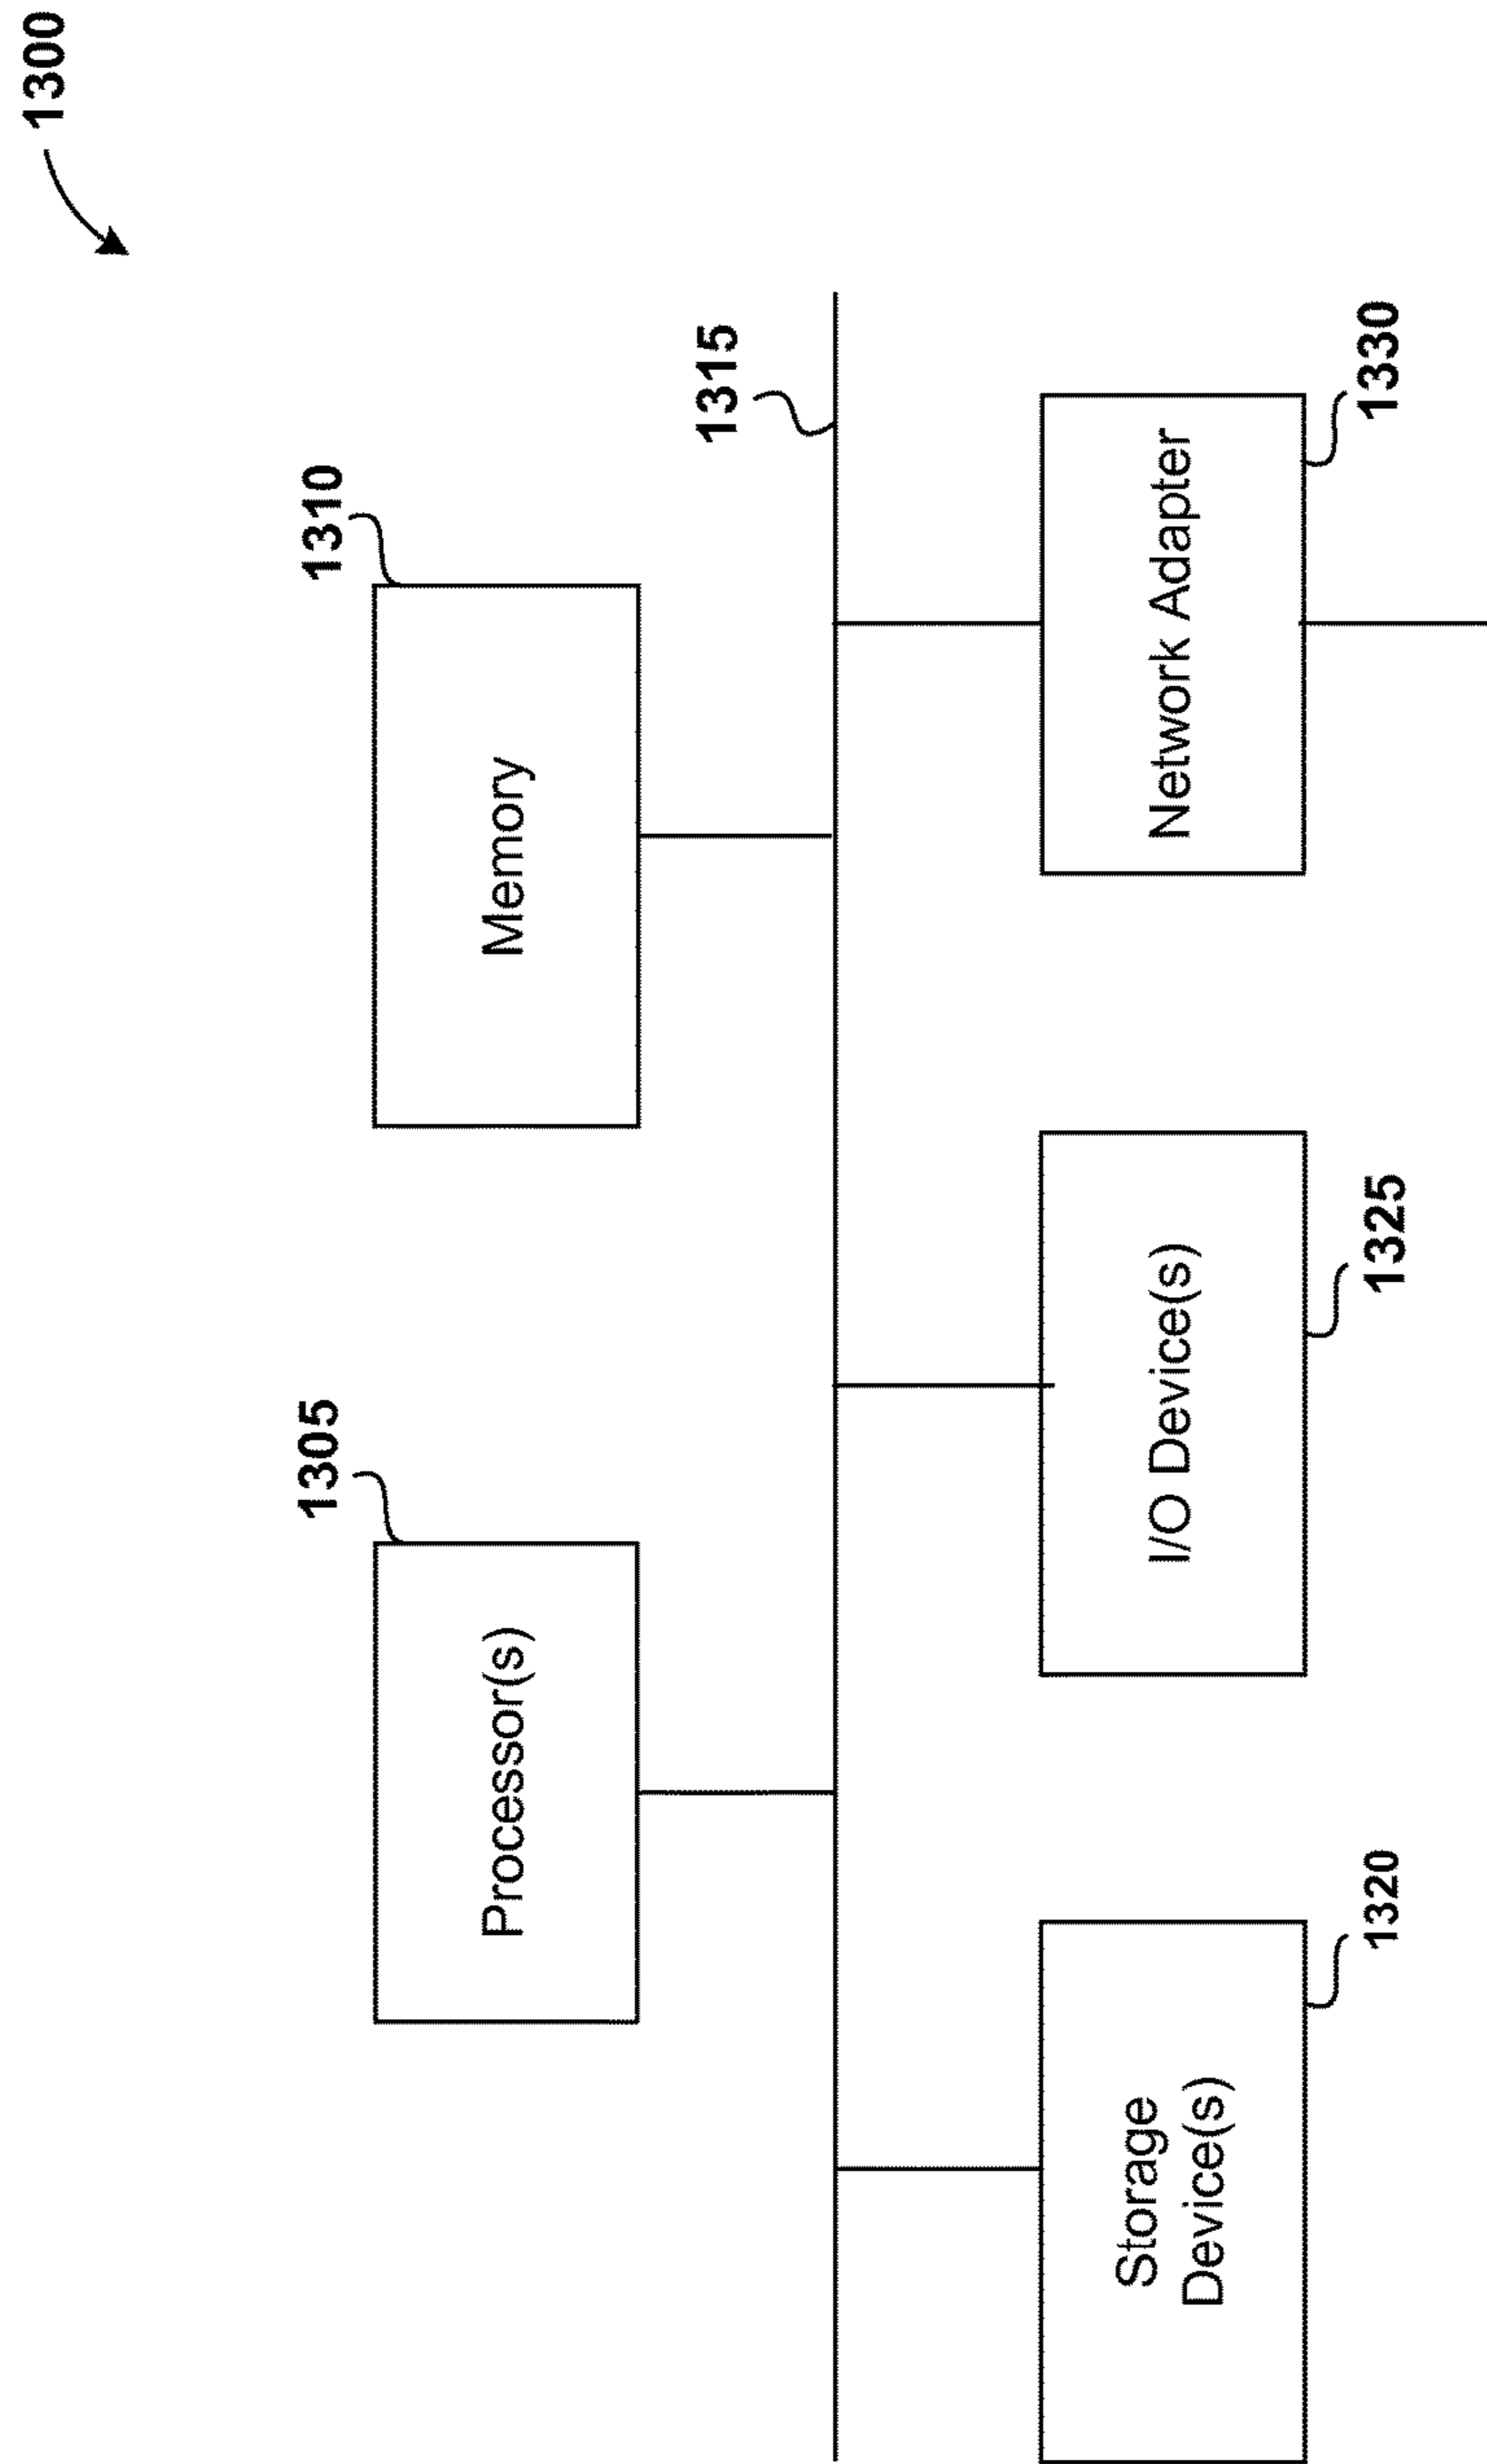 1300
1305
Processor(s)
1310
Memory
1315
Storage
Device(s)
1320
I/O Device(s)
1325
Network Adapter
1330